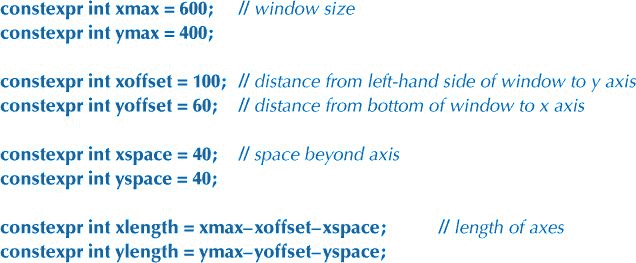 constexpr int xmax = 600; // window size
constexpr int ymax = 400;
constexpr int xoffset = 100; // distance from left-hand side of window to y axis
constexpr int yoffset = 60; // distance from bottom of window to x axis
constexpr int xspace = 40; // space beyond axis
constexpr int yspace = 40;
constexpr int xlength = xmax–xoffset–xspace; // length of axes
constexpr int ylength = ymax–yoffset–yspace;